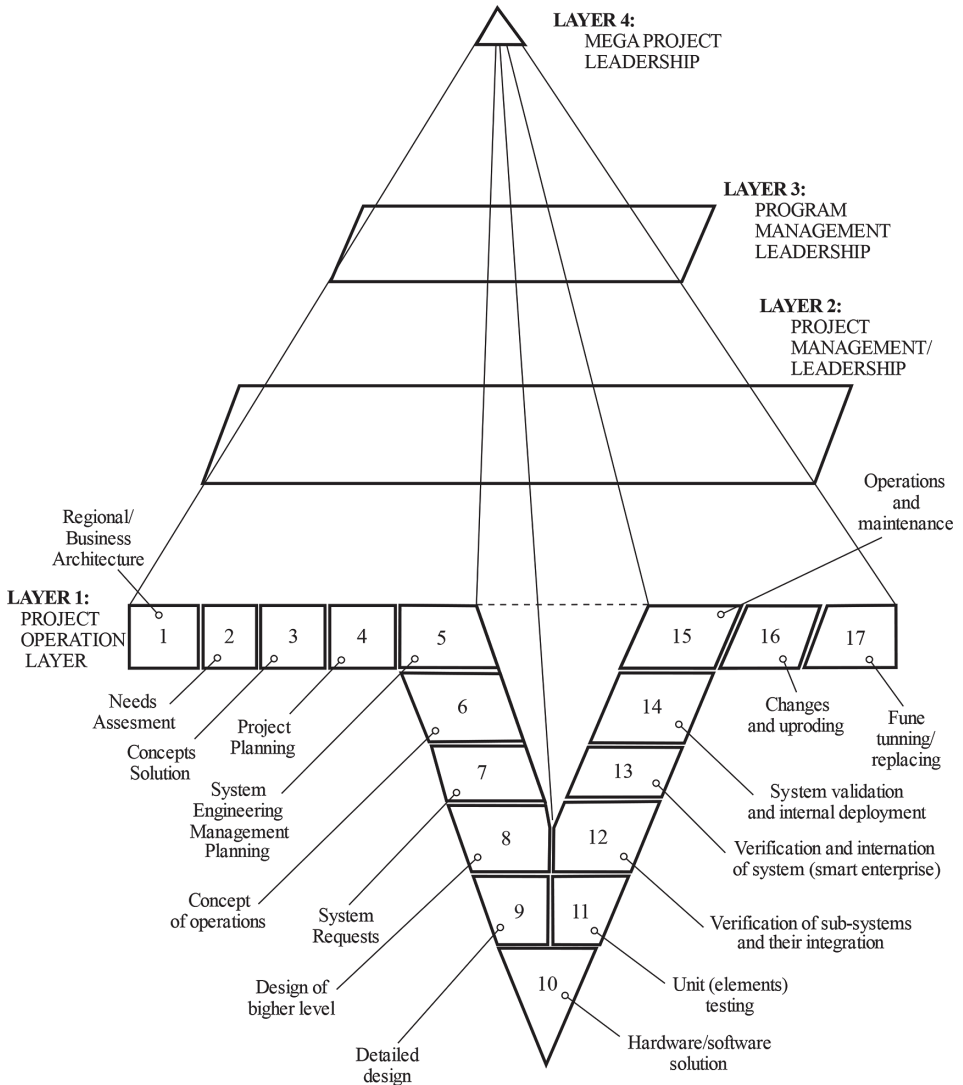 LAYER 4:
MEGA PROJECT
LEADERSHIP
LAYER 3:
PROGRAM
MANAGEMENT
LEADERSHIP
LAYER 2:
PROJECT
MANAGEMENT/
LEADERSHIP
Operations
and
maintenance
Regional/
Business
Architecture
LAYER 1:
PROJECT
OPERATION
LAYER
1
2
3
4
5
15
16
17
6
14
7
13
8
12
9
11
10
Needs
Assesment
Concepts
Solution
Project
Planning
System
Engineering
Management
Planning
Concept
of operations
System
Requests
Design of
bigher level
Detailed
design
Changes
and uproding
Fune
tunning/
replacing
System validation
and internal deployment
Verification and internation
of system (smart enterprise)
Verification of sub-systems
and their integration
Unit (elements)
testing
Hardware/software
solution